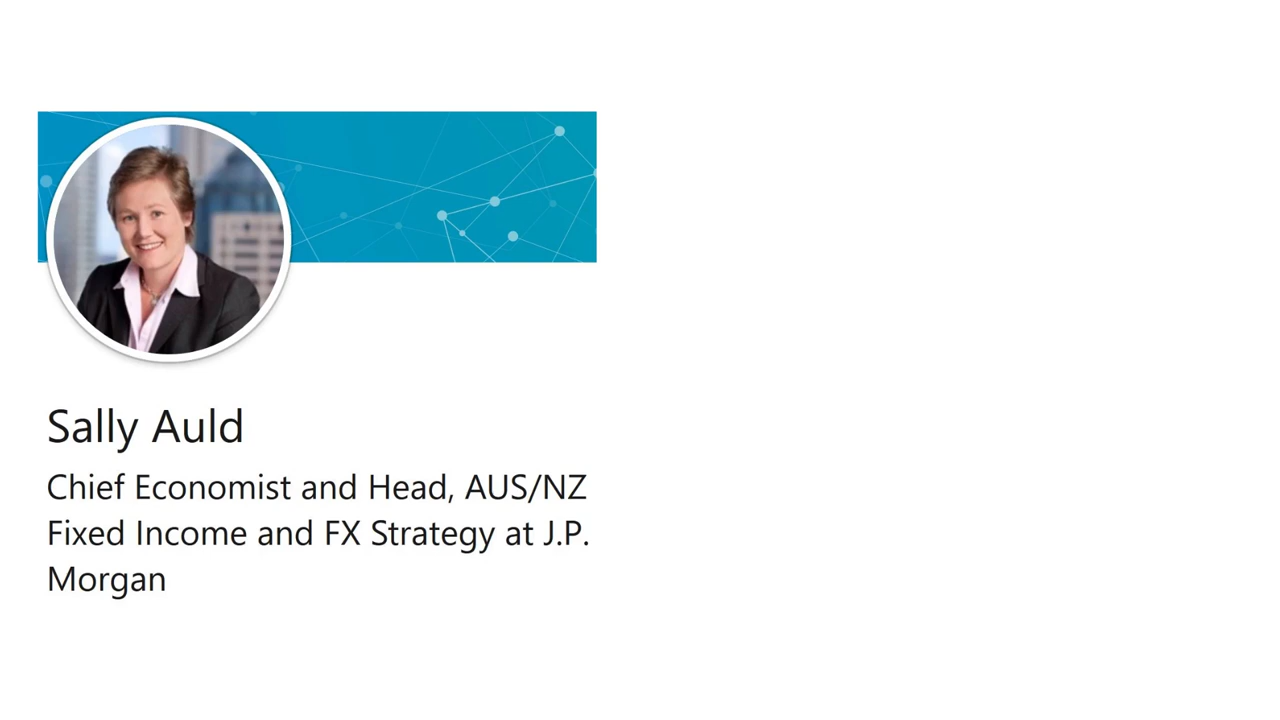 Sally Auld
Chief Economist and Head, AUS/NZ
Fixed Income and FX Strategy at J.P.
Morgan